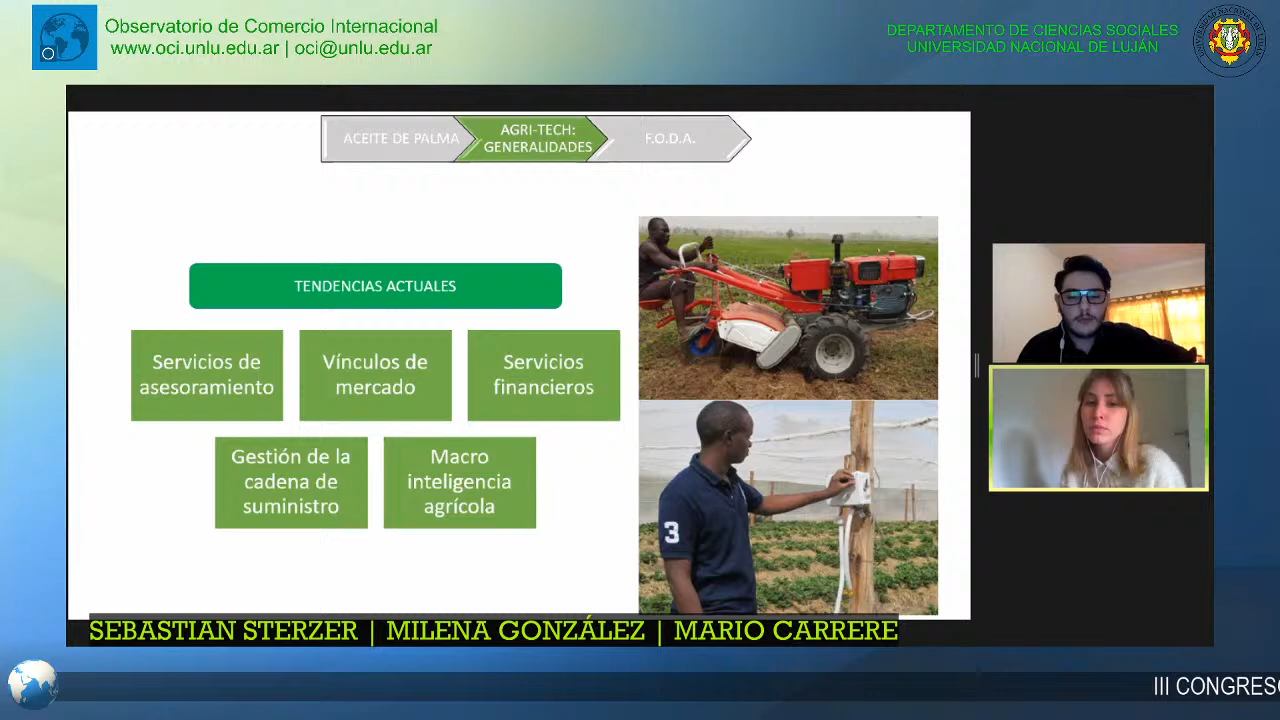 Observatorio de Comercio Internacional
www.oci.unlu.edu.ar | oci@unlu.edu.ar
DEPARTAMENTO DE CIENCIAS SOCIALES
UNIVERSIDAD NACIONAL DE LUJÁN
ACEITE DE PALMA
AGRI-TECH:
GENERALIDADES
F.O.D.A.
TENDENCIAS ACTUALES
Servicios de
asesoramiento
Vínculos de
mercado
Servicios
financieros
Gestión de la
cadena de
suministro
Macro
inteligencia
agrícola
3
SEBASTIAN STERZER | MILENA GONZÁLEZ | MARIO CARRERE
III CONGRESO